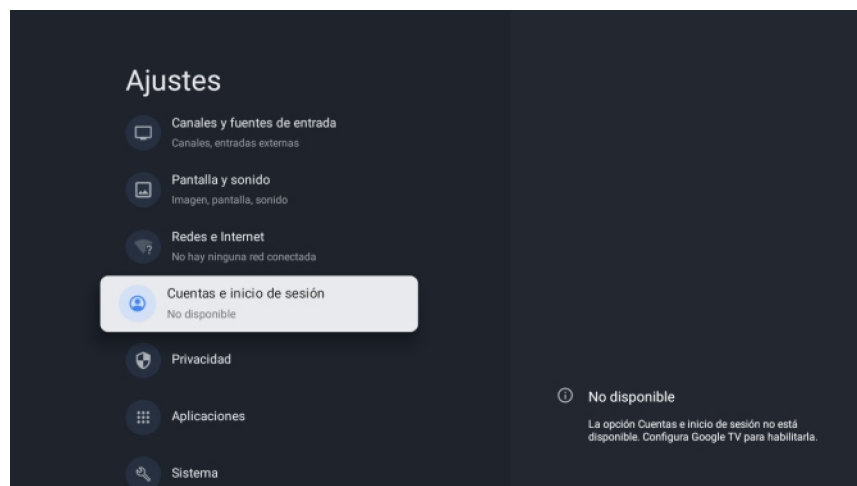 Ajustes
Canales y fuentes de entrada
Canales, entradas externas
Pantalla y sonido
Imagen, pantalla, sonido
Redes e Internet
No hay ninguna red conectada
Cuentas e inicio de sesión
No disponible
Privacidad
Aplicaciones
Sistema
No disponible
La opción Cuentas e inicio de sesión no está
disponible. Configura Google TV para habilitarla.